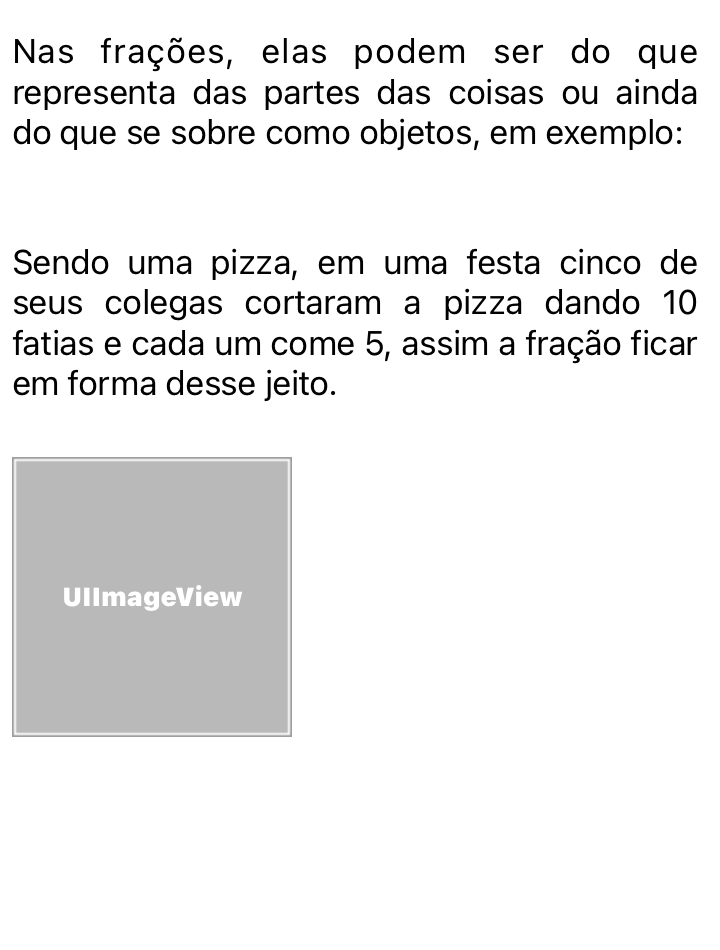 Nas frações, elas podem ser do que
representa das partes das coisas ou ainda
do que se sobre como objetos, em exemplo:
Sendo uma pizza, em uma festa cinco de
seus colegas cortaram a pizza dando 10
fatias e cada um come 5, assim a fração ficar
em forma desse jeito.
UIImageView